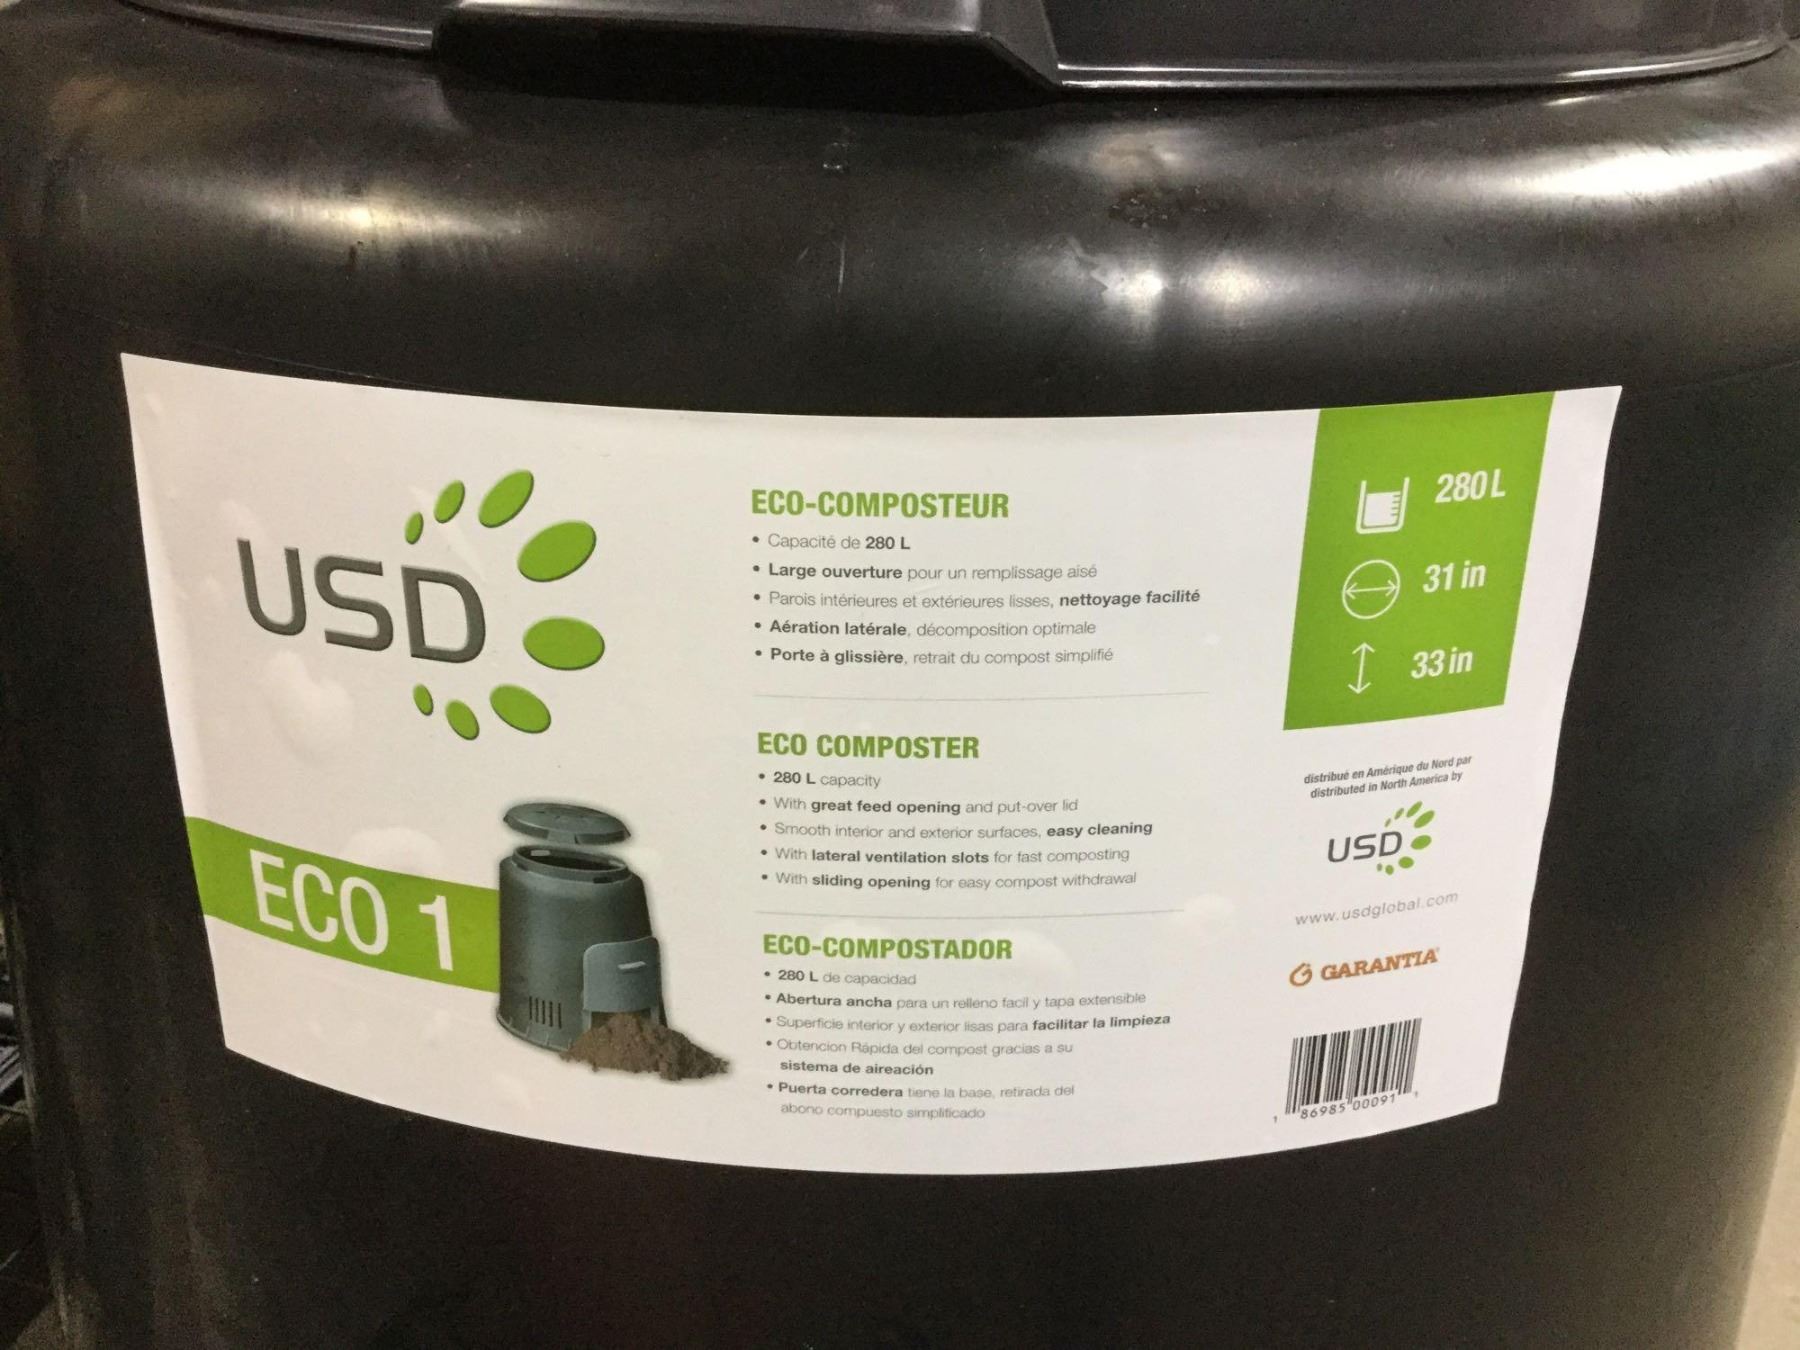 USD
ECO 1
ECO-COMPOSTEUR
• Capacité de 280 L
• Large ouverture pour un remplissage aisé
• Parois intérieures et extérieures lisses, nettoyage facilité
• Aération latérale, décomposition optimale
• Porte à glissière, retrait du compost simplifié
ECO COMPOSTER
• 280 L capacity
• With great feed opening and put-over lid
• Smooth interior and exterior surfaces, easy cleaning
• With lateral ventilation slots for fast composting
• With sliding opening for easy compost withdrawal
ECO-COMPOSTADOR
• 280 L de capacidad
• Abertura ancha para un relleno facil y tapa extensible
• Superficie interior y exterior lisas para facilitar la limpieza
• Obtencion Rápida del compost gracias a su
sistema de aireación
• Puerta corredera tiene la base, retirada del
abono compuesto simplificado
280 L
31 in
33 in
distribué en Amérique du Nord par
distributed in North America by
USD
www.usdglobal.com
GARANTIA®
1 86985 00091 1